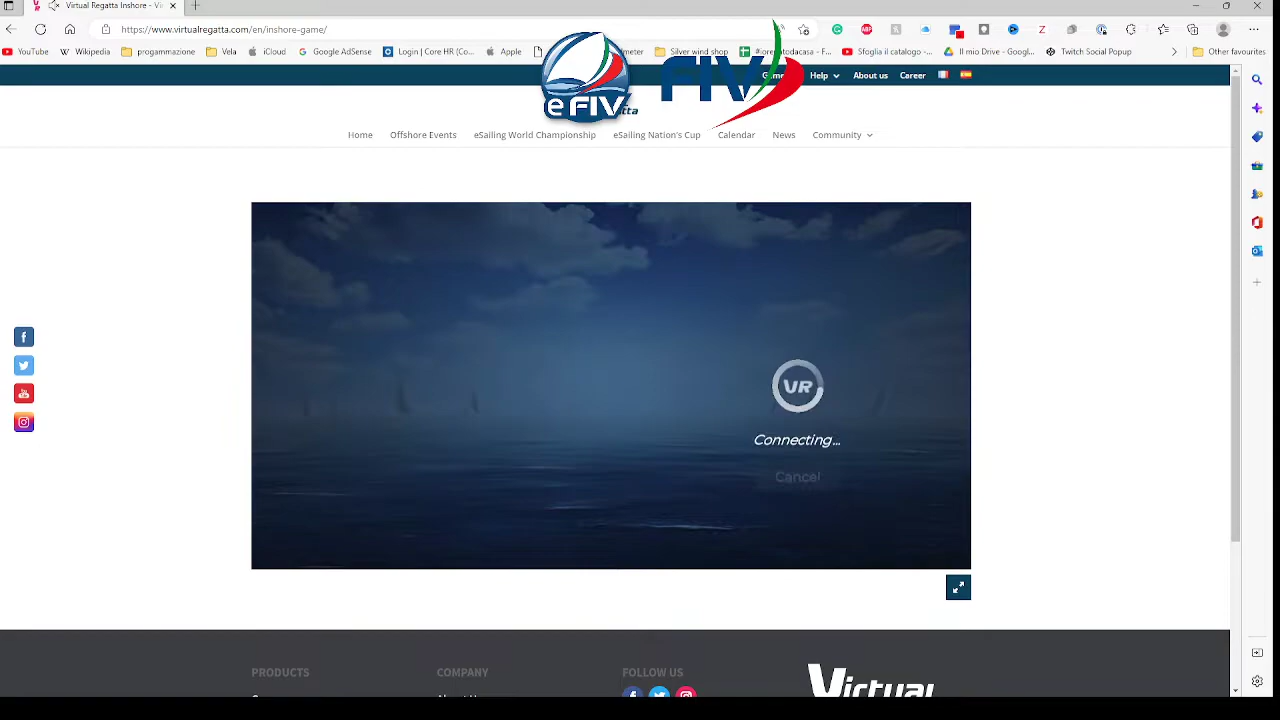 Virtual Regatta Inshore - Vi
https://www.virtualregatta.com/en/inshore-game/
YouTube Wikipedia progammazione Vela iCloud Google AdSense Login | Core HR (Co... Apple Silver wind shop Sfoglia il catalogo -... Il mio Drive - Googl... Twitch Social Popup Other favourites
Help About us Career
eFIV FIV
Home Offshore Events eSailing World Championship eSailing Nation's Cup Calendar News Community
VR
Connecting...
Cancel
PRODUCTS COMPANY FOLLOW US
Virtual